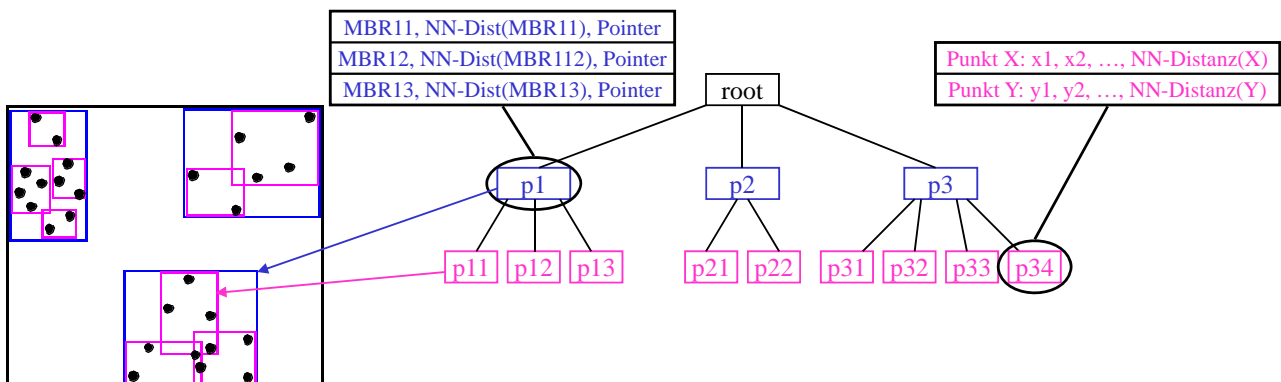 MBR11, NN-Dist(MBR11), Pointer
MBR12, NN-Dist(MBR112), Pointer
MBR13, NN-Dist(MBR13), Pointer
Punkt X: x1, x2, …, NN-Distanz(X)
Punkt Y: y1, y2, …, NN-Distanz(Y)
root
p1
p2
p3
p11
p12
p13
p21
p22
p31
p32
p33
p34